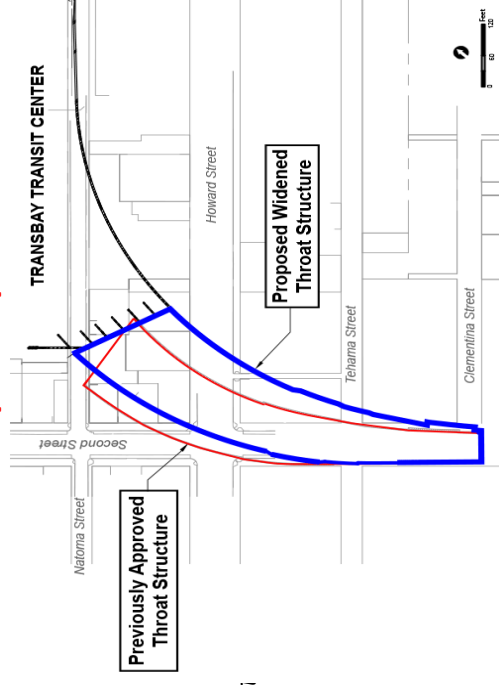 TRANSBAY TRANSIT CENTER
Natoma Street
Second Street
Howard Street
Proposed Widened
Throat Structure
Previously Approved
Throat Structure
Tehama Street
Clementina Street
0 60 120
Feet